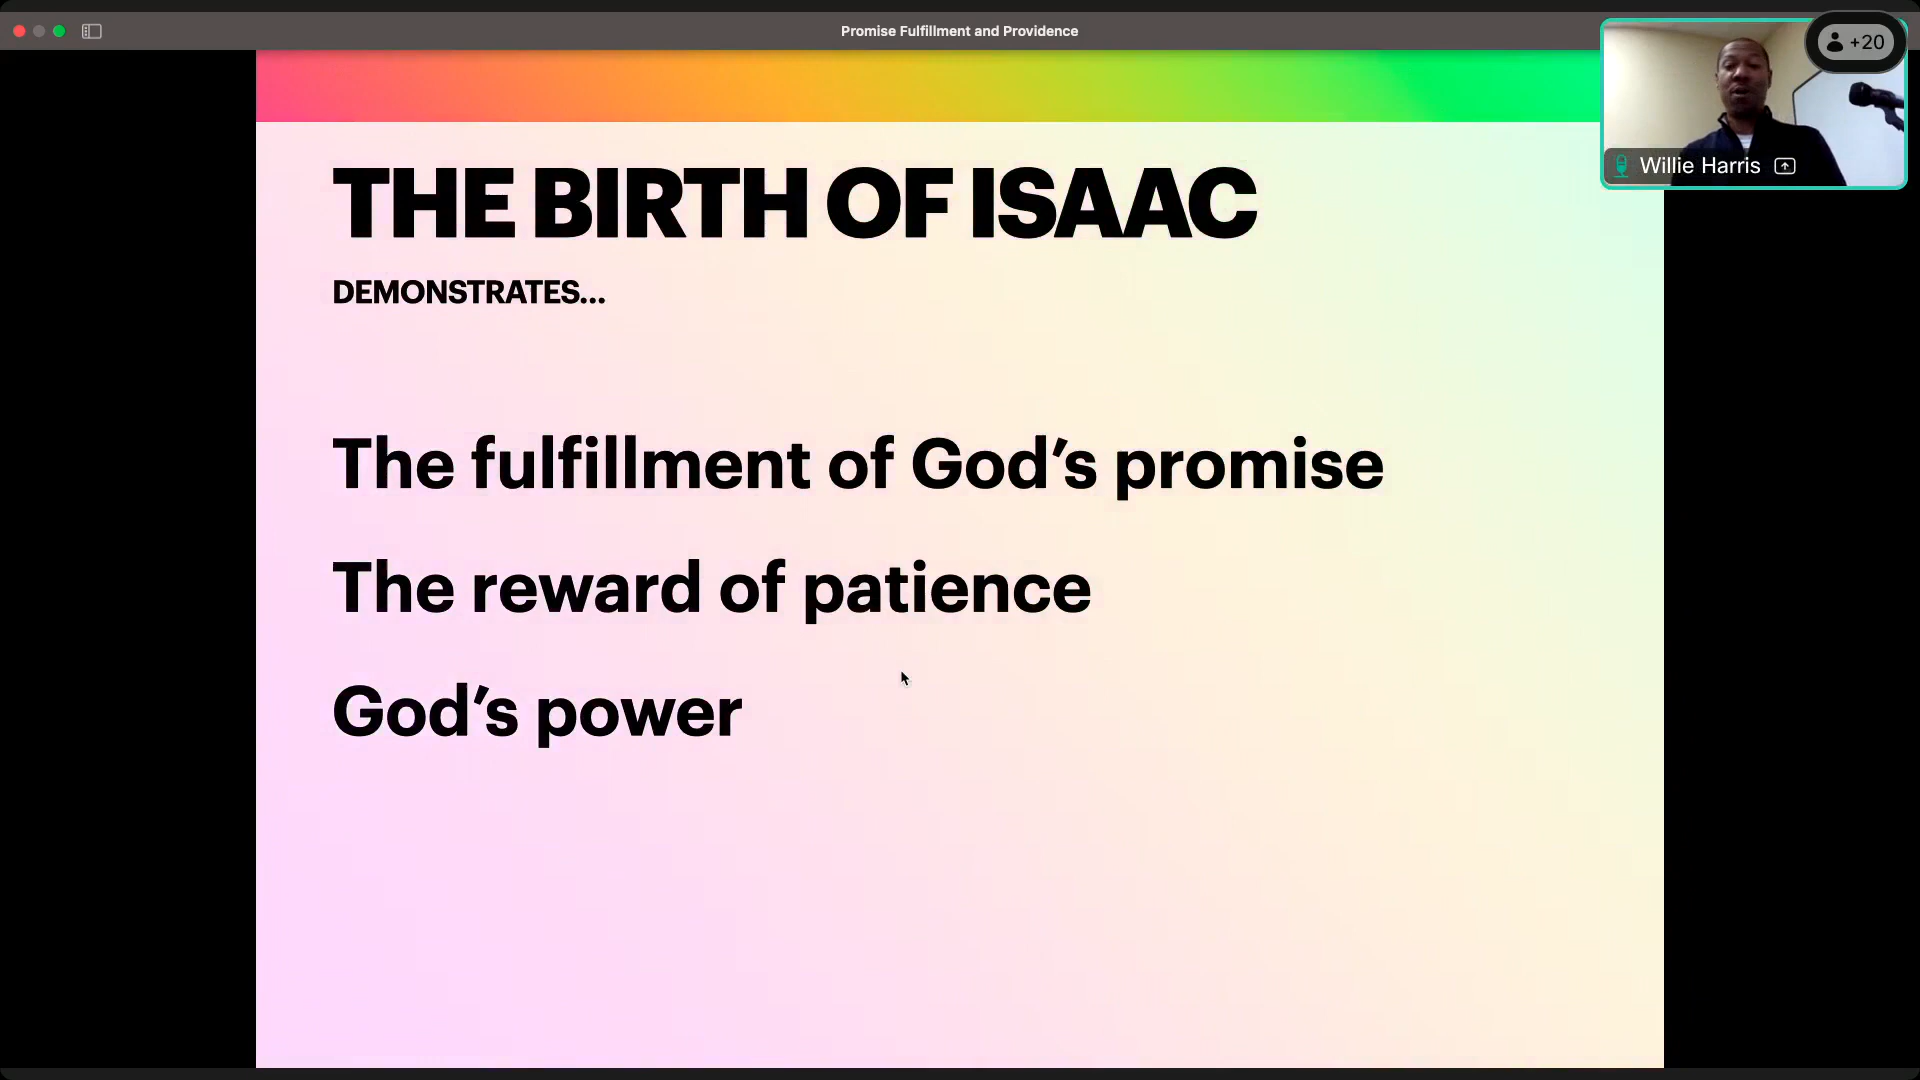 Promise Fulfillment and Providence
+20
Willie Harris
THE BIRTH OF ISAAC
DEMONSTRATES...
The fulfillment of God’s promise
The reward of patience
God’s power